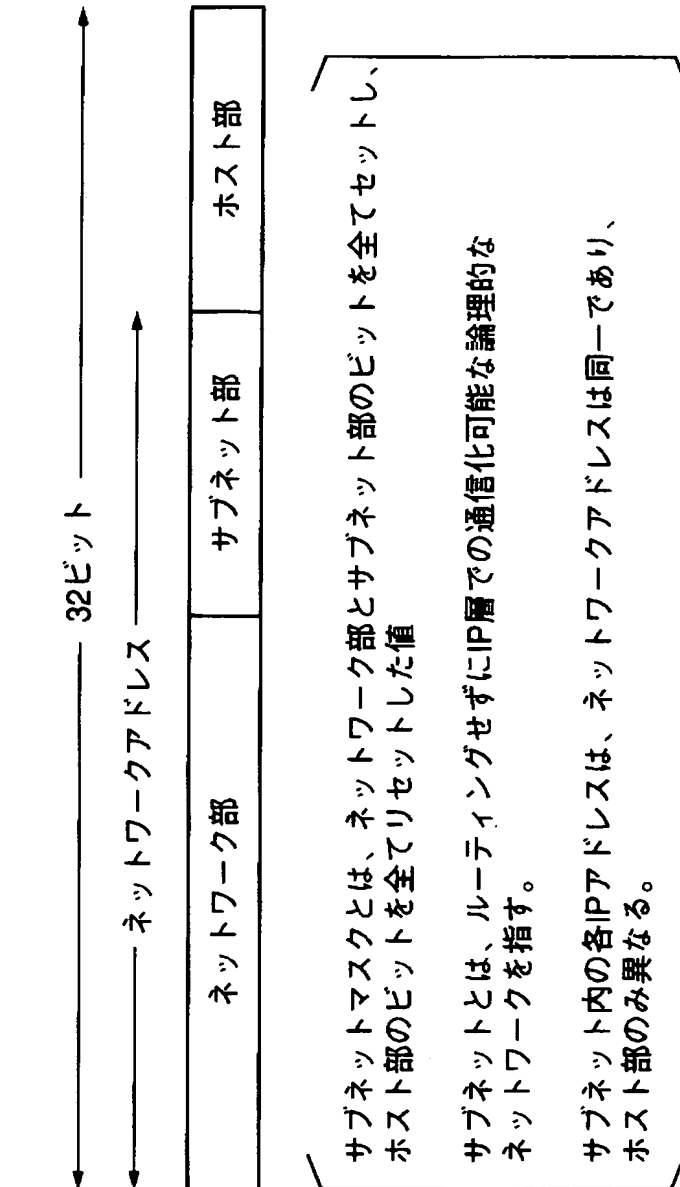 32ビット
ネットワークアドレス
ネットワーク部 サブネット部 ホスト部
サブネットマスクとは、ネットワーク部とサブネット部のビットを全てセットし、
ホスト部のビットを全てリセットした値
サブネットとは、ルーティングせずにIP層での通信化可能な論理的な
ネットワークを指す。
サブネット内の各IPアドレスは、ネットワークアドレスは同一であり、
ホスト部のみ異なる。